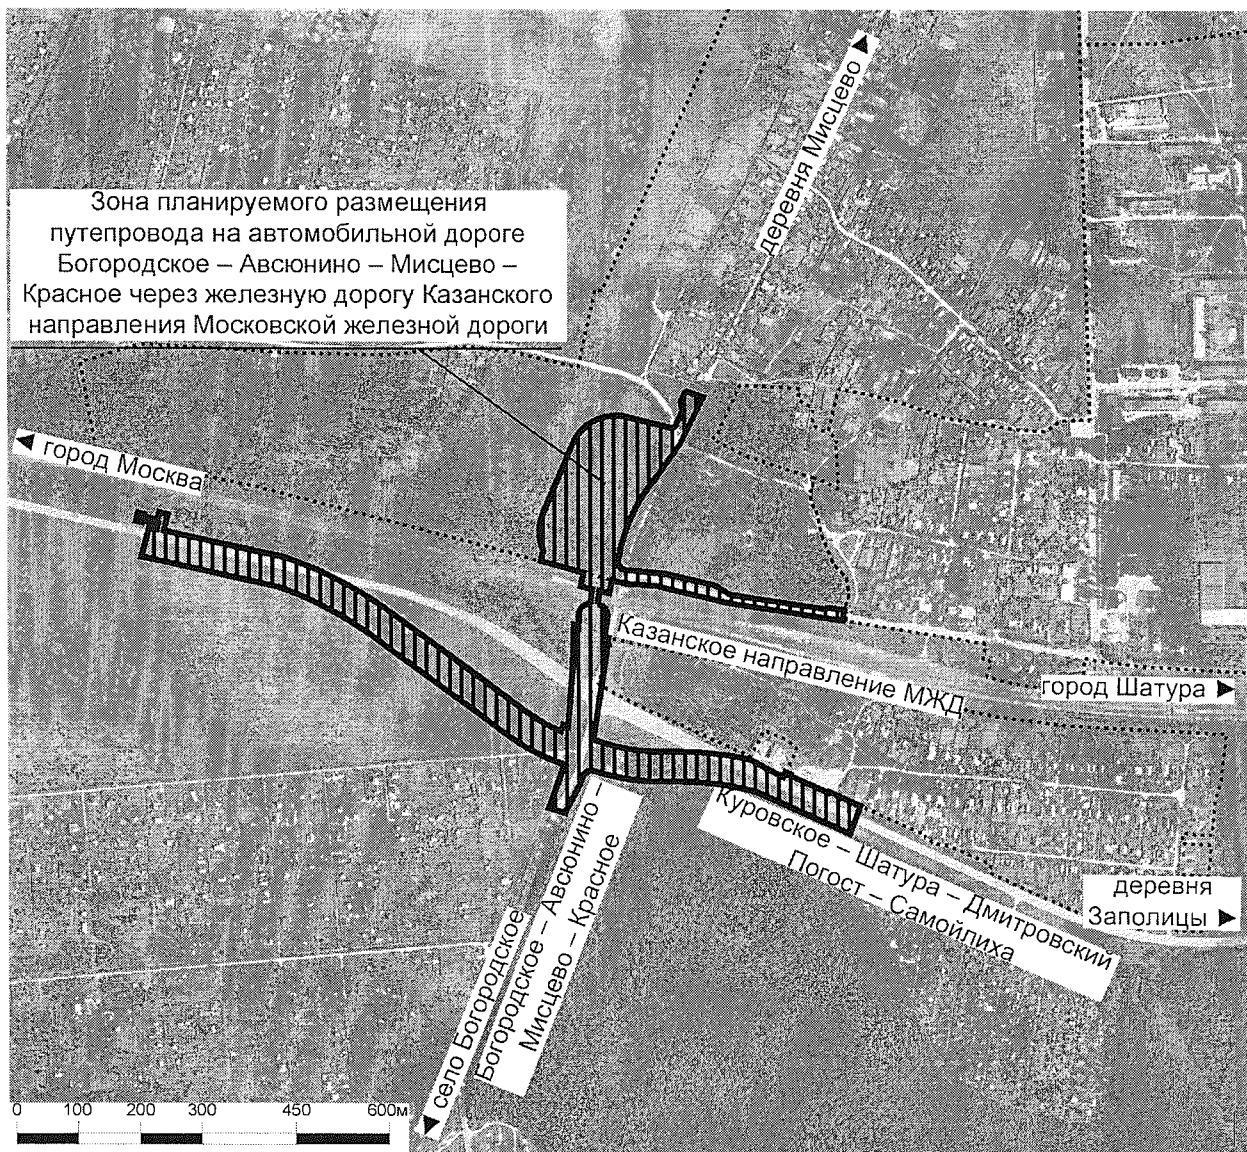 деревня Мисцево ►
Зона планируемого размещения
путепровода на автомобильной дороге
Богородское – Авсюнино – Мисцево –
Красное через железную дорогу Казанского
направления Московской железной дороги
◄ город Москва
Казанское направление МЖД
город Шатура ►
Куровское – Шатура – Дмитровский
Погост – Самойлиха
деревня
Заполицы ►
◄ село Богородское
Богородское – Авсюнино –
Мисцево – Красное
0 100 200 300 450 600м